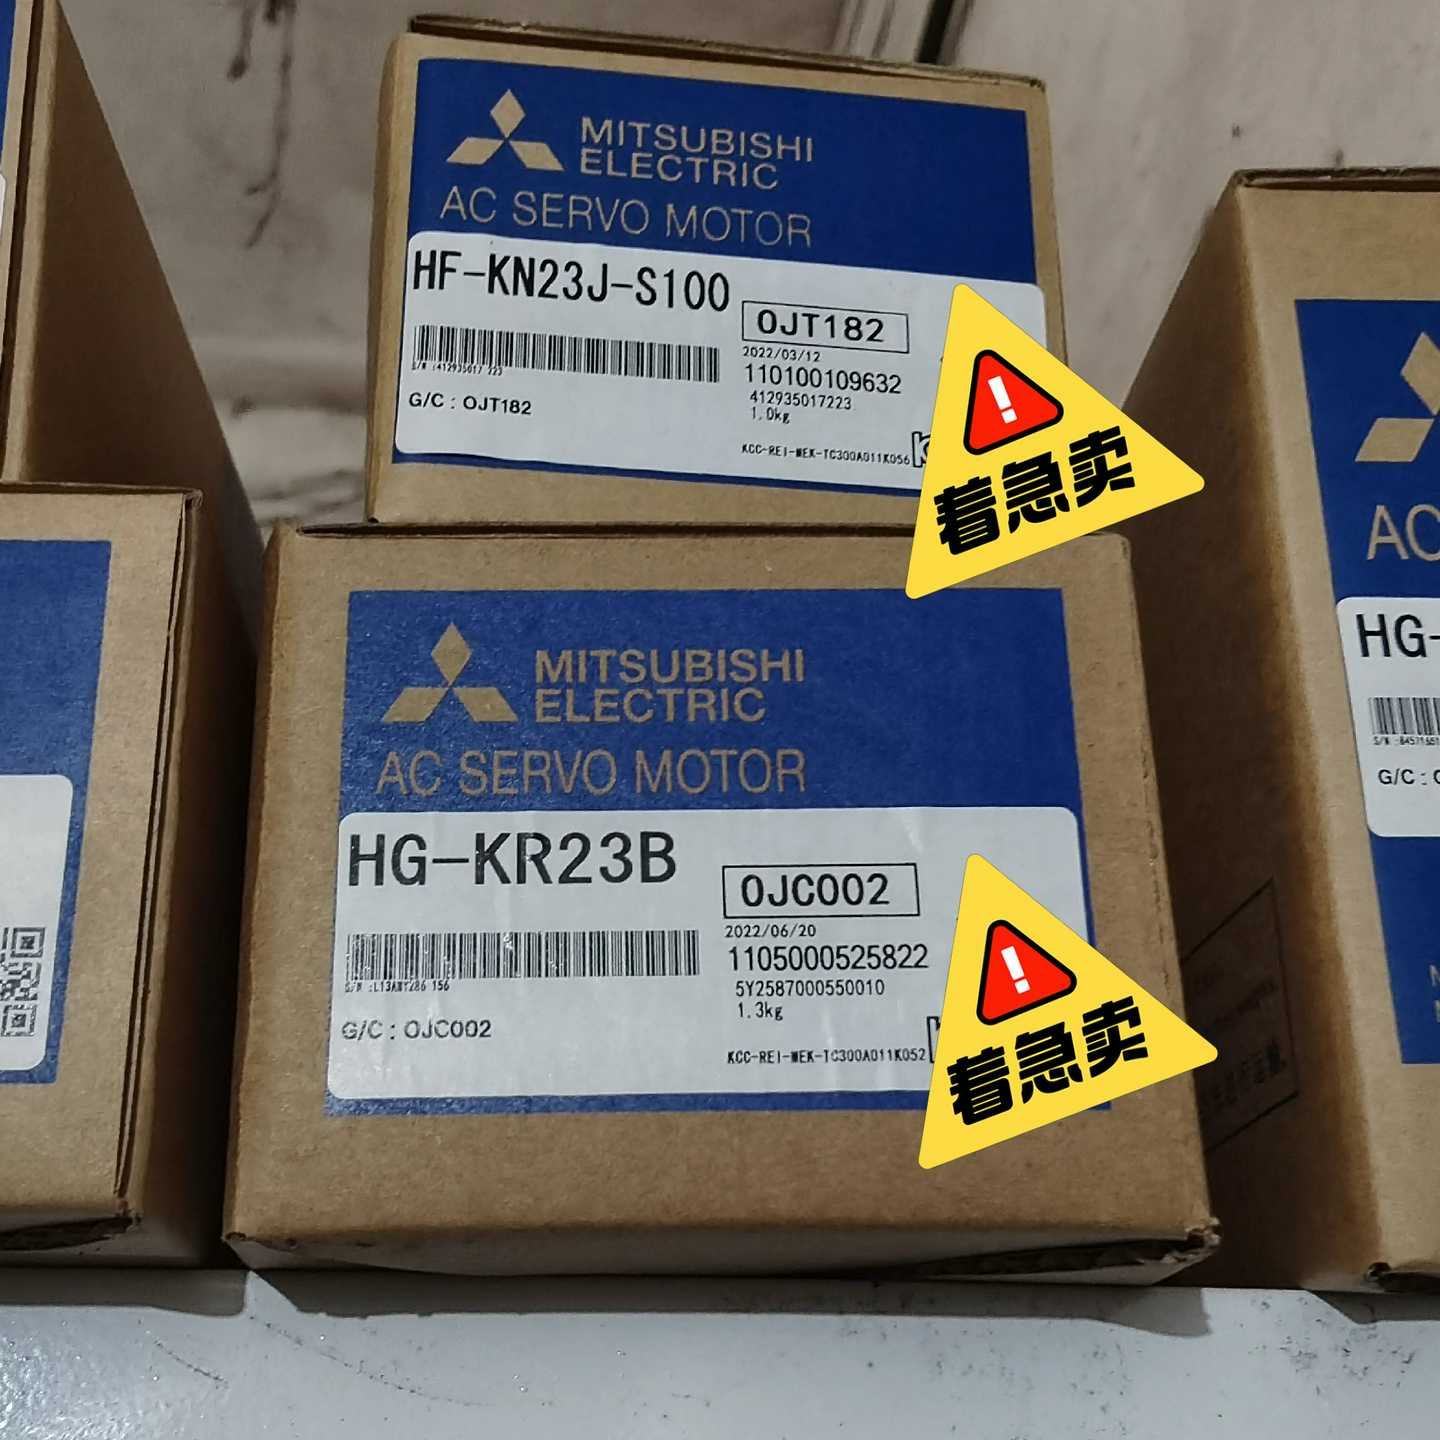 MITSUBISHI
ELECTRIC
AC SERVO MOTOR
HF-KN23J-S100
0JT182
2022/03/12
110100109632
S/N :412935017 223
412935017223
1.0kg
G/C : 0JT182
KCC-REI-MEK-TC300A011K056
着急卖
MITSUBISHI
ELECTRIC
AC SERVO MOTOR
HG-KR23B
0JC002
2022/06/20
1105000525822
5Y2587000550010
1.3kg
G/C : 0JC002
KCC-REI-MEK-TC300A011K052
着急卖
AC
HG-
G/C :